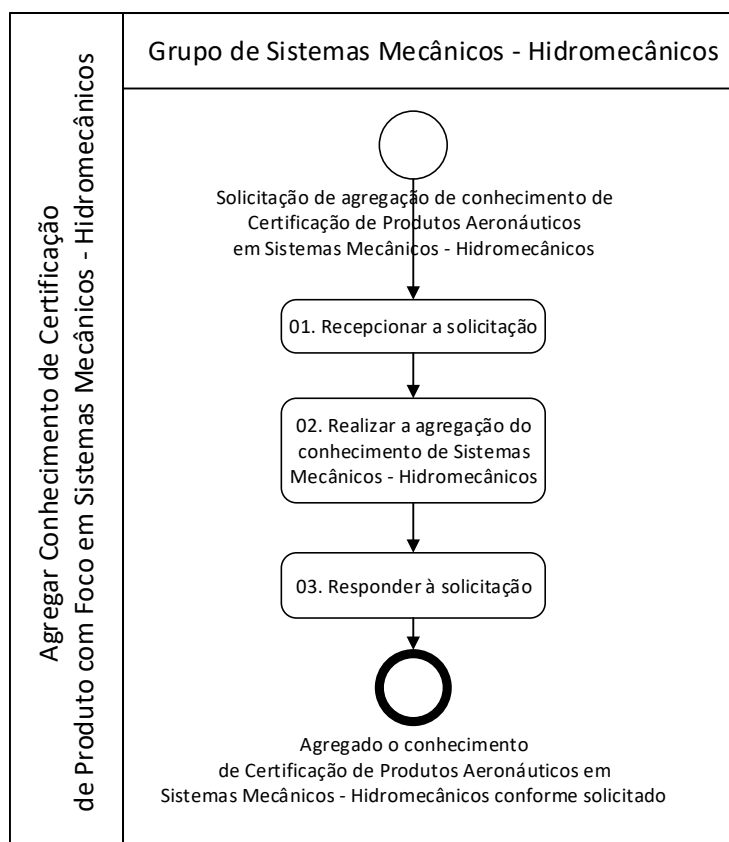 Agregar Conhecimento de Certificação
de Produto com Foco em Sistemas Mecânicos - Hidromecânicos
Grupo de Sistemas Mecânicos - Hidromecânicos
Solicitação de agregação de conhecimento de
Certificação de Produtos Aeronáuticos
em Sistemas Mecânicos - Hidromecânicos
01. Recepcionar a solicitação
02. Realizar a agregação do
conhecimento de Sistemas
Mecânicos - Hidromecânicos
03. Responder à solicitação
Agregado o conhecimento
de Certificação de Produtos Aeronáuticos em
Sistemas Mecânicos - Hidromecânicos conforme solicitado